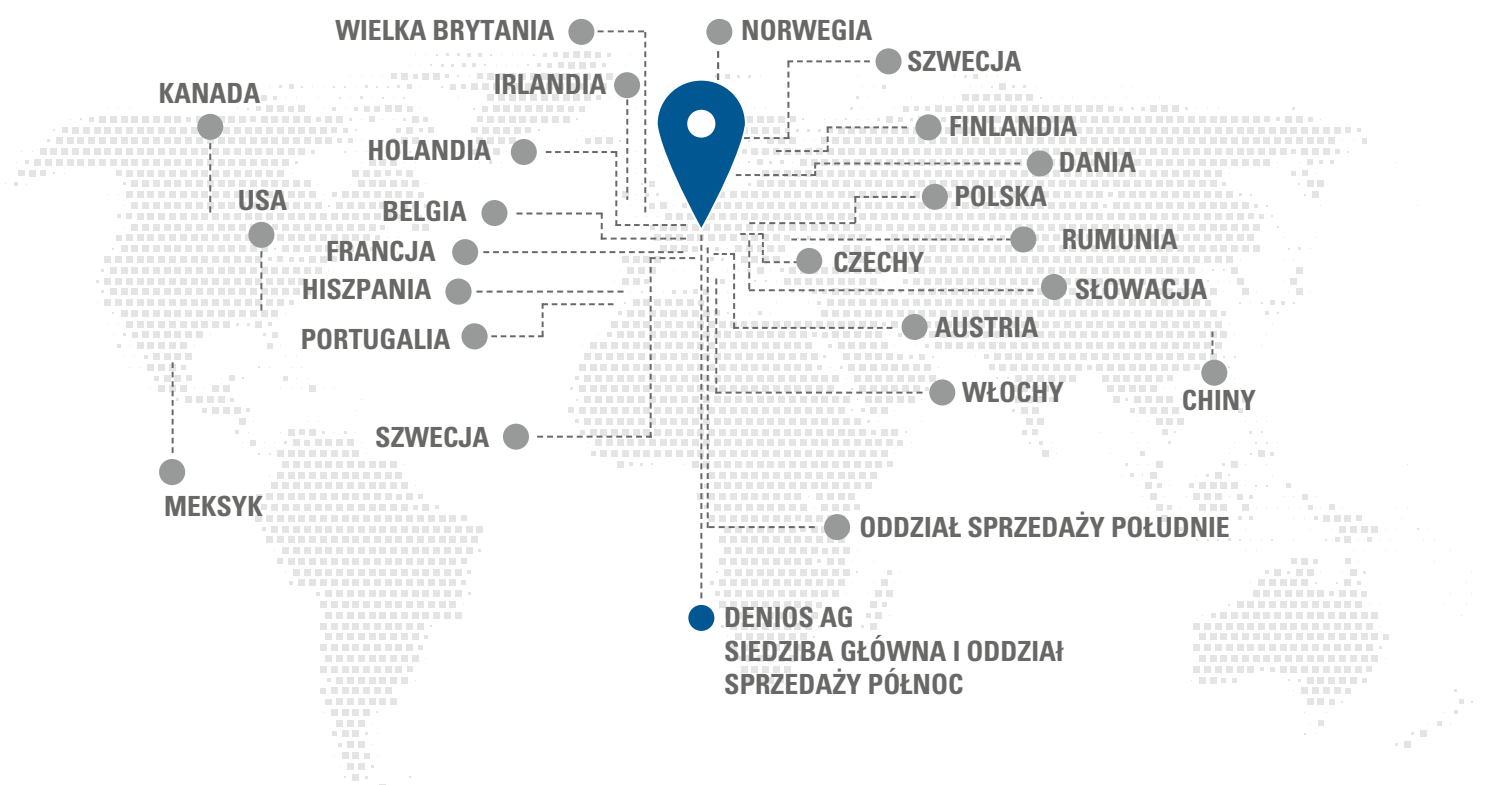 WIELKA BRYTANIA
NORWEGIA
SZWECJA
IRLANDIA
KANADA
FINLANDIA
HOLANDIA
DANIA
USA
POLSKA
BELGIA
RUMUNIA
FRANCJA
CZECHY
HISZPANIA
SŁOWACJA
PORTUGALIA
AUSTRIA
WŁOCHY
CHINY
SZWECJA
MEKSYK
ODDZIAŁ SPRZEDAŻY POŁUDNIE
DENIOS AG
SIEDZIBA GŁÓWNA I ODDZIAł
SPRZEDAŻY PÓŁNOC